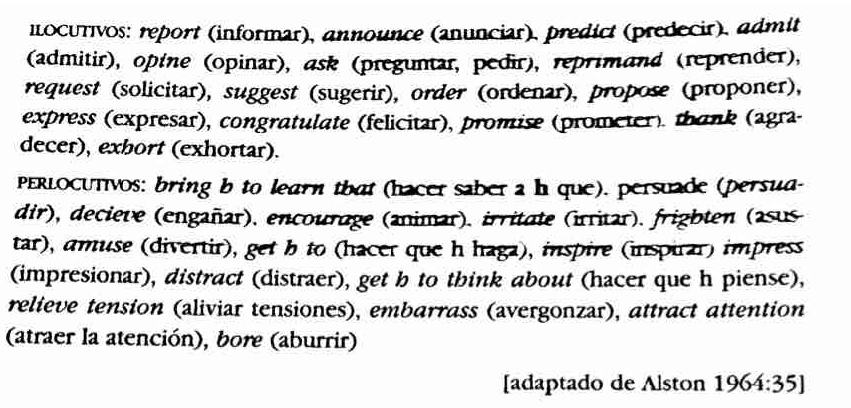 ILOCUTIVOS: report (informar), announce (anunciar), predict (predecir), admit
(admitir), opine (opinar), ask (preguntar, pedir), reprimand (reprender),
request (solicitar), suggest (sugerir), order (ordenar), propose (proponer),
express (expresar), congratulate (felicitar), promise (prometer). thank (agra-
decer), exhort (exhortar).
PERLOCUTIVOS: bring h to learn that (hacer saber a h que). persuade (persua-
dir), decieve (engañar). encourage (animar). irritate (irritar). frighten (asus-
tar), amuse (divertir), get h to (hacer que h haga), inspire (inspirar) impress
(impresionar), distract (distraer), get h to think about (hacer que h piense),
relieve tension (aliviar tensiones), embarrass (avergonzar), attract attention
(atraer la atención), bore (aburrir)
[adaptado de Alston 1964:35]